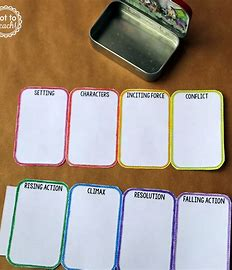 SETTING
CHARACTERS
INCITING FORCE
CONFLICT
RISING ACTION
CLIMAX
RESOLUTION
FALLING ACTION